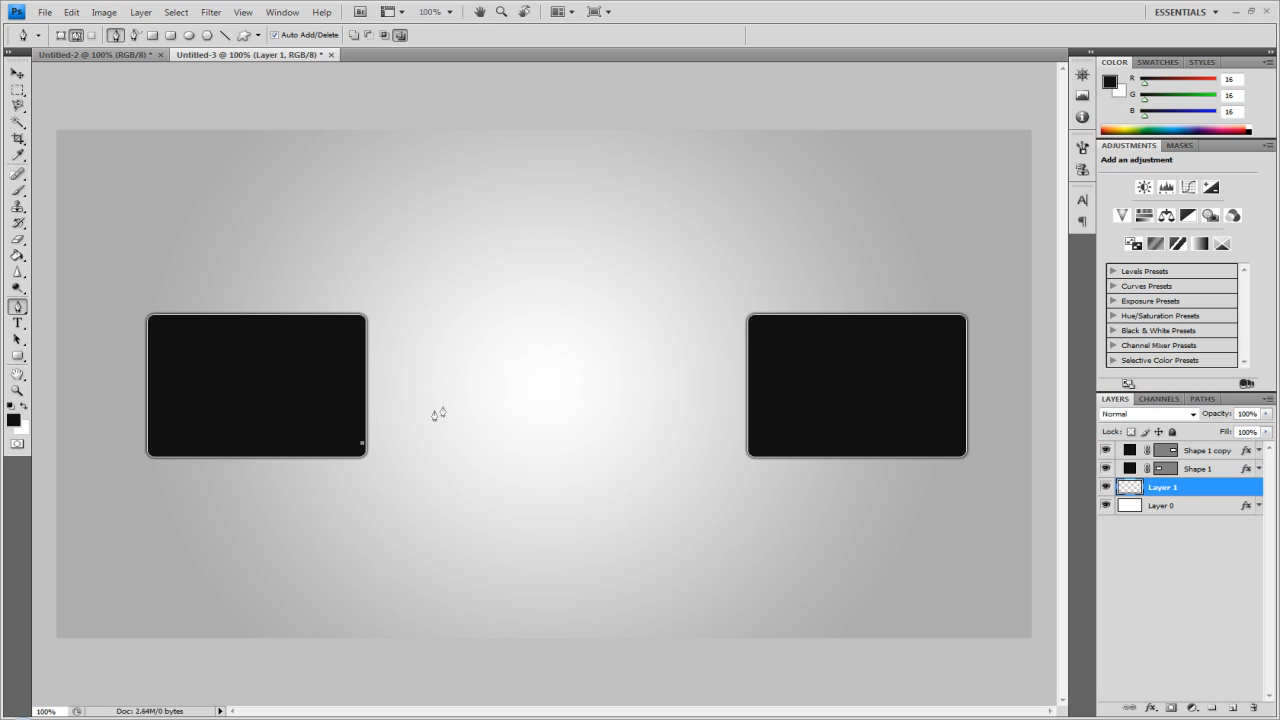 Ps File Edit Image Layer Select Filter View Window Help Br 100% ESSENTIALS
Auto Add/Delete
Untitled-2 @ 100% (RGB/8) * × Untitled-3 @ 100% (Layer 1, RGB/8) * ×
COLOR SWATCHES STYLES
R 16
G 16
B 16
ADJUSTMENTS MASKS
Add an adjustment
Levels Presets
Curves Presets
Exposure Presets
Hue/Saturation Presets
Black & White Presets
Channel Mixer Presets
Selective Color Presets
LAYERS CHANNELS PATHS
Normal Opacity: 100%
Lock: Fill: 100%
Shape 1 copy fx
Shape 1 fx
Layer 1
Layer 0 fx
100% Doc: 2.64M/0 bytes